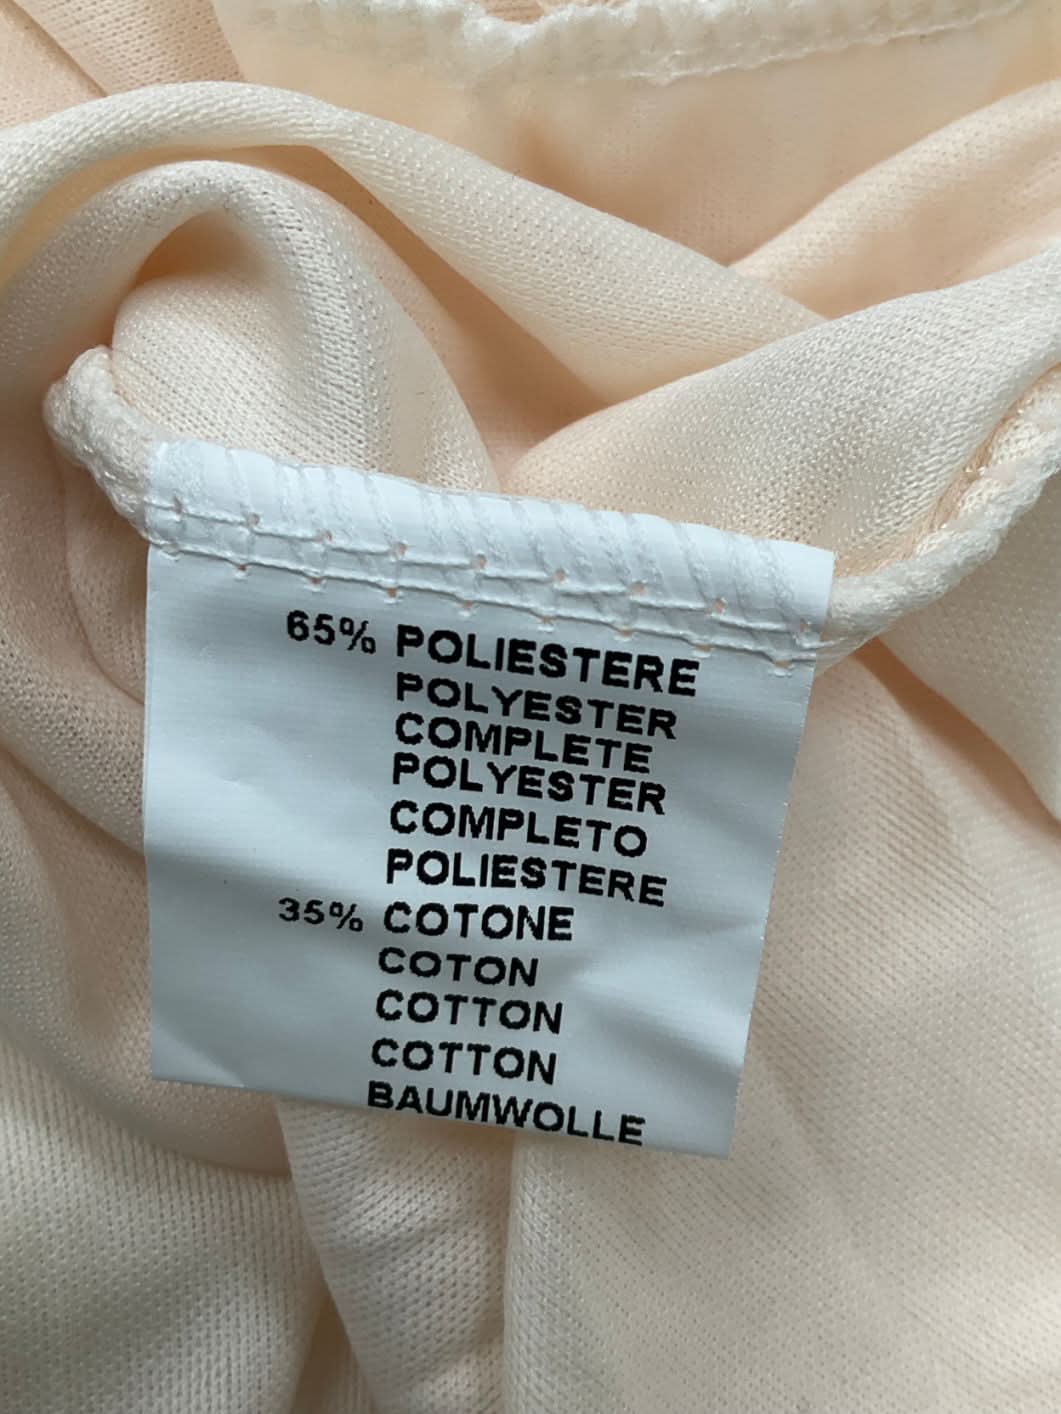 65% POLIESTERE
POLYESTER
COMPLETE
POLYESTER
COMPLETO
POLIESTERE
35% COTONE
COTON
COTTON
COTTON
BAUMWOLLE